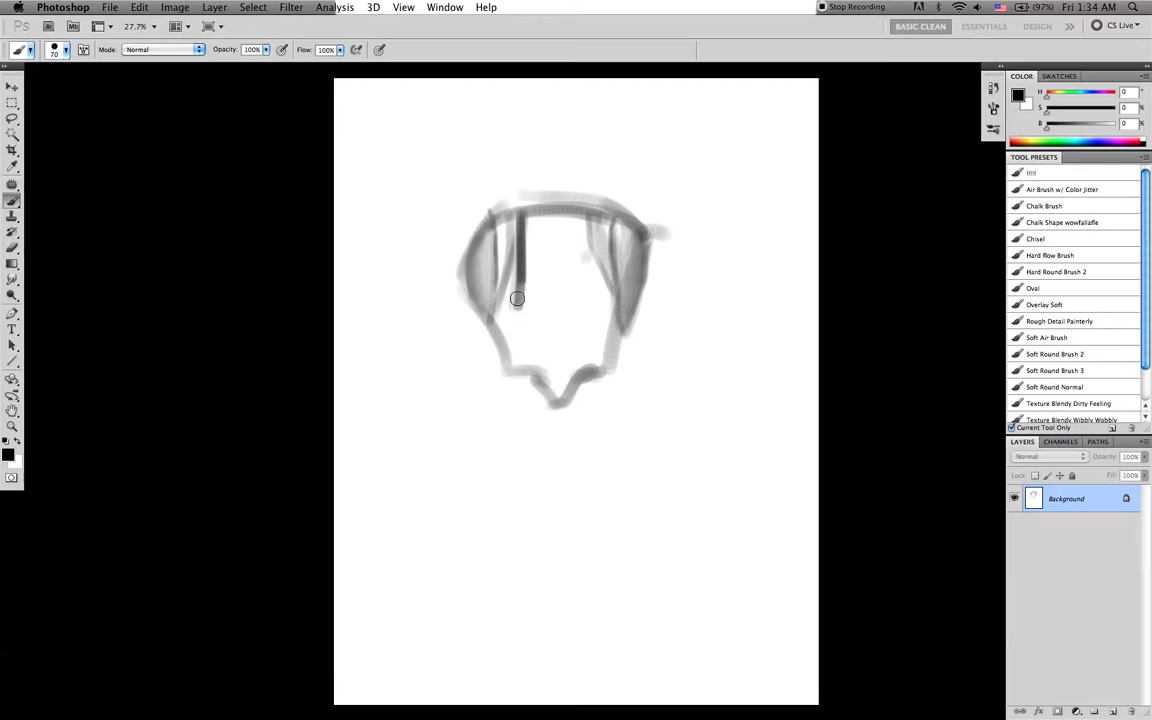 Photoshop File Edit Image Layer Select Filter Analysis 3D View Window Help Stop Recording (97%) Fri 1:34 AM
Ps Br Mb 27.7% BASIC CLEAN ESSENTIALS DESIGN >> CS Live
70 Mode: Normal Opacity: 100% Flow: 100%
COLOR SWATCHES
H 0 °
S 0 %
B 0 %
TOOL PRESETS
!!!!!
Air Brush w/ Color Jitter
Chalk Brush
Chalk Shape wowfallafle
Chisel
Hard flow Brush
Hard Round Brush 2
Oval
Overlay Soft
Rough Detail Painterly
Soft Air Brush
Soft Round Brush 2
Soft Round Brush 3
Soft Round Normal
Texture Blendy Dirty Feeling
Texture Blendy Wibbly Wobbly
Current Tool Only
LAYERS CHANNELS PATHS
Normal Opacity: 100%
Lock: Fill: 100%
Background